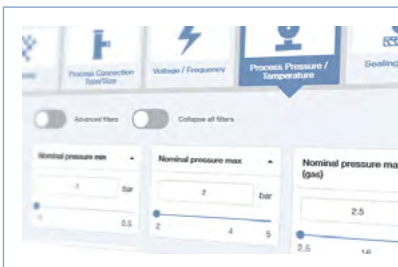 Process Connection
Type/Size
Voltage / Frequency
Process Pressure /
Temperature
Sealing
Advanced filters
Collapse all filters
Nominal pressure min
-1
bar
0.5
Nominal pressure max
2
bar
2
4
5
Nominal pressure ma
(gas)
2.5
2.5
16